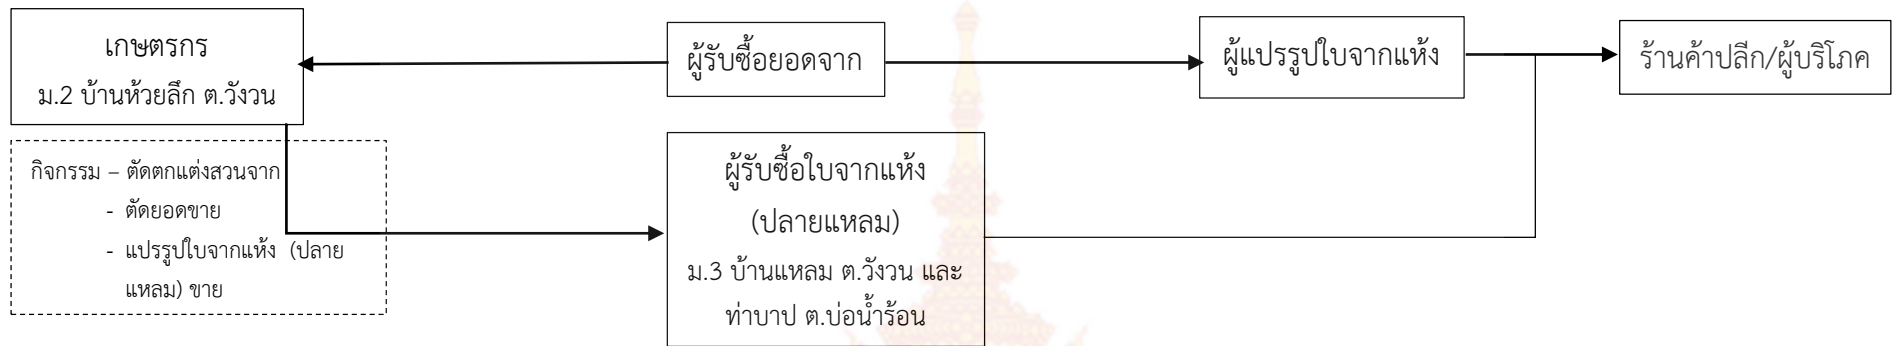 เกษตรกร
ม.2 บ้านห้วยลึก ต.วังวน
กิจกรรม – ตัดตกแต่งสวนจาก
- ตัดยอดขาย
- แปรรูปใบจากแห้ง (ปลาย
แหลม) ขาย
ผู้รับซื้อยอดจาก
ผู้รับซื้อใบจากแห้ง
(ปลายแหลม)
ม.3 บ้านแหลม ต.วังวน และ
ท่าบาป ต.บ่อน้ำร้อน
ผู้แปรรูปใบจากแห้ง
ร้านค้าปลีก/ผู้บริโภค